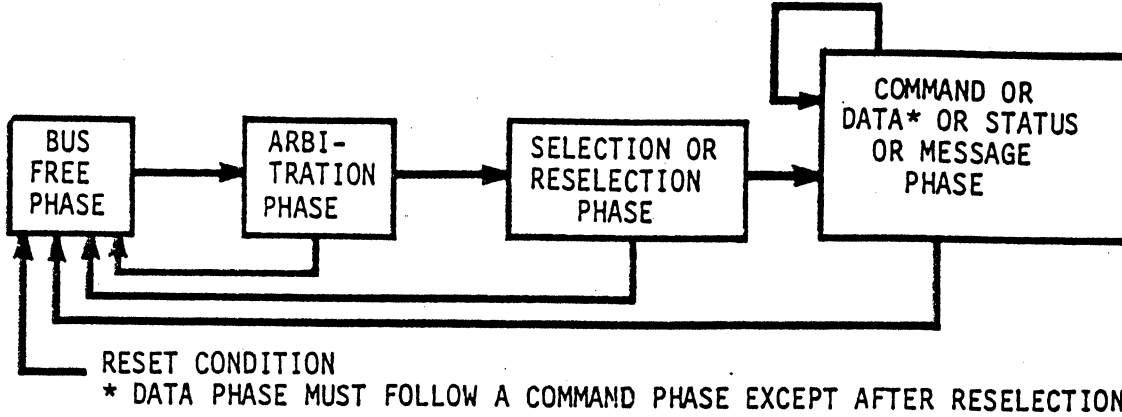 BUS
FREE
PHASE
ARBI-
TRATION
PHASE
SELECTION OR
RESELECTION
PHASE
COMMAND OR
DATA* OR STATUS
OR MESSAGE
PHASE
RESET CONDITION
* DATA PHASE MUST FOLLOW A COMMAND PHASE EXCEPT AFTER RESELECTION